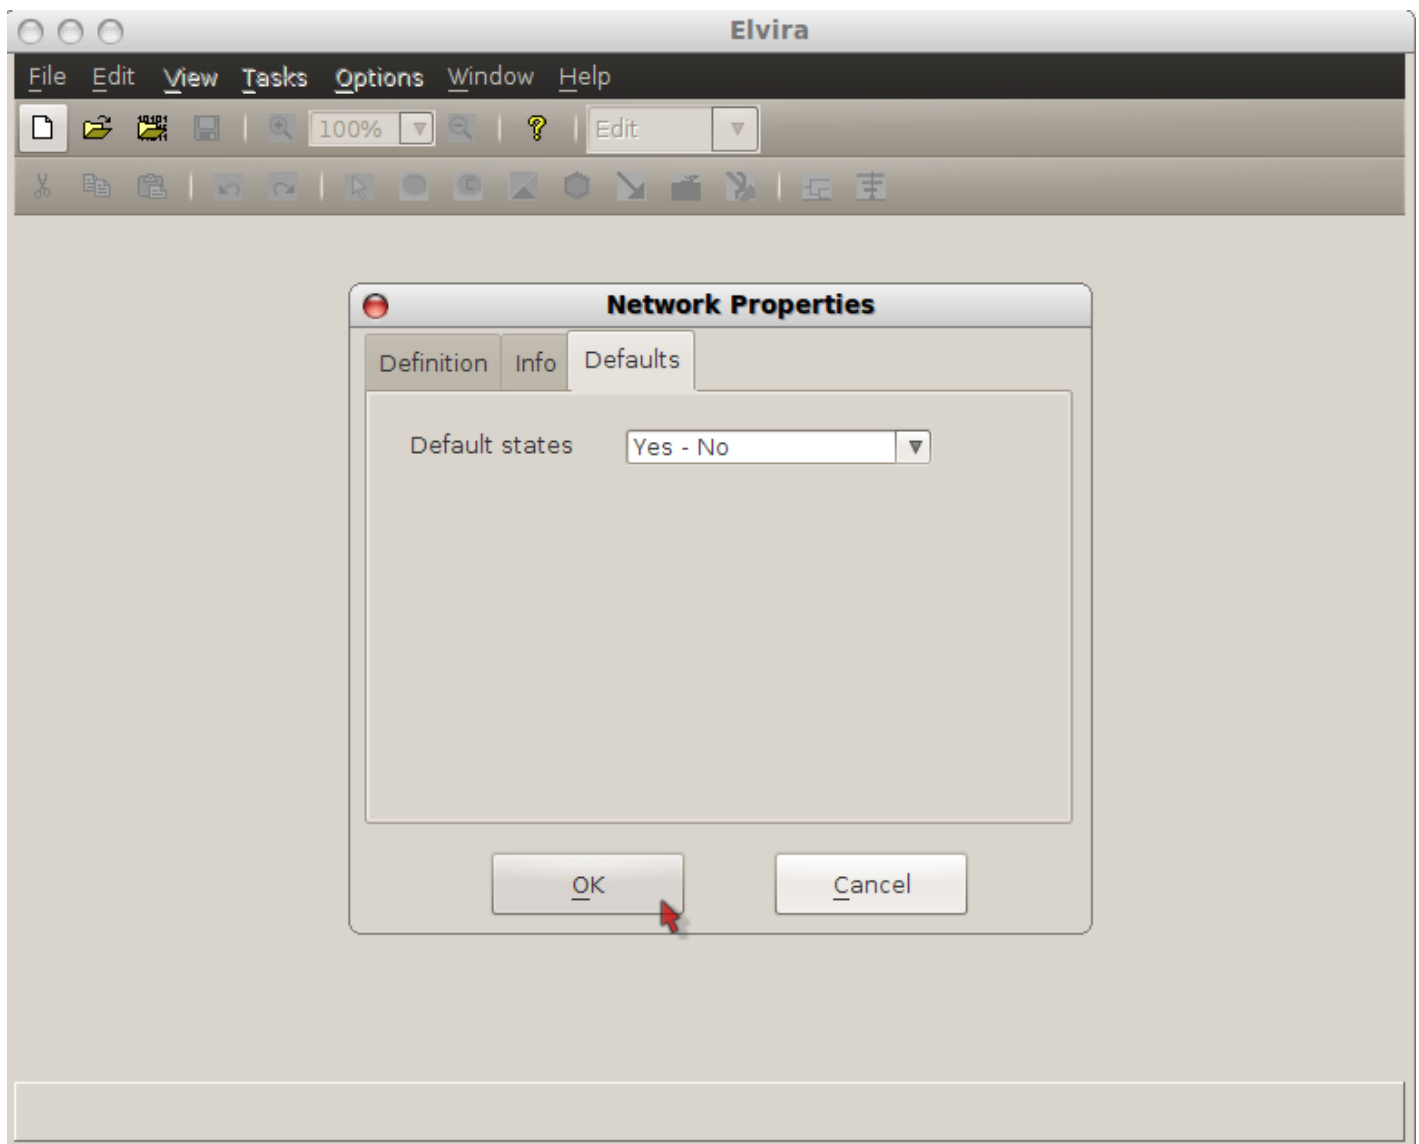 Elvira
File Edit View Tasks Options Window Help
100% Edit
Network Properties
Definition Info Defaults
Default states Yes - No
OK Cancel